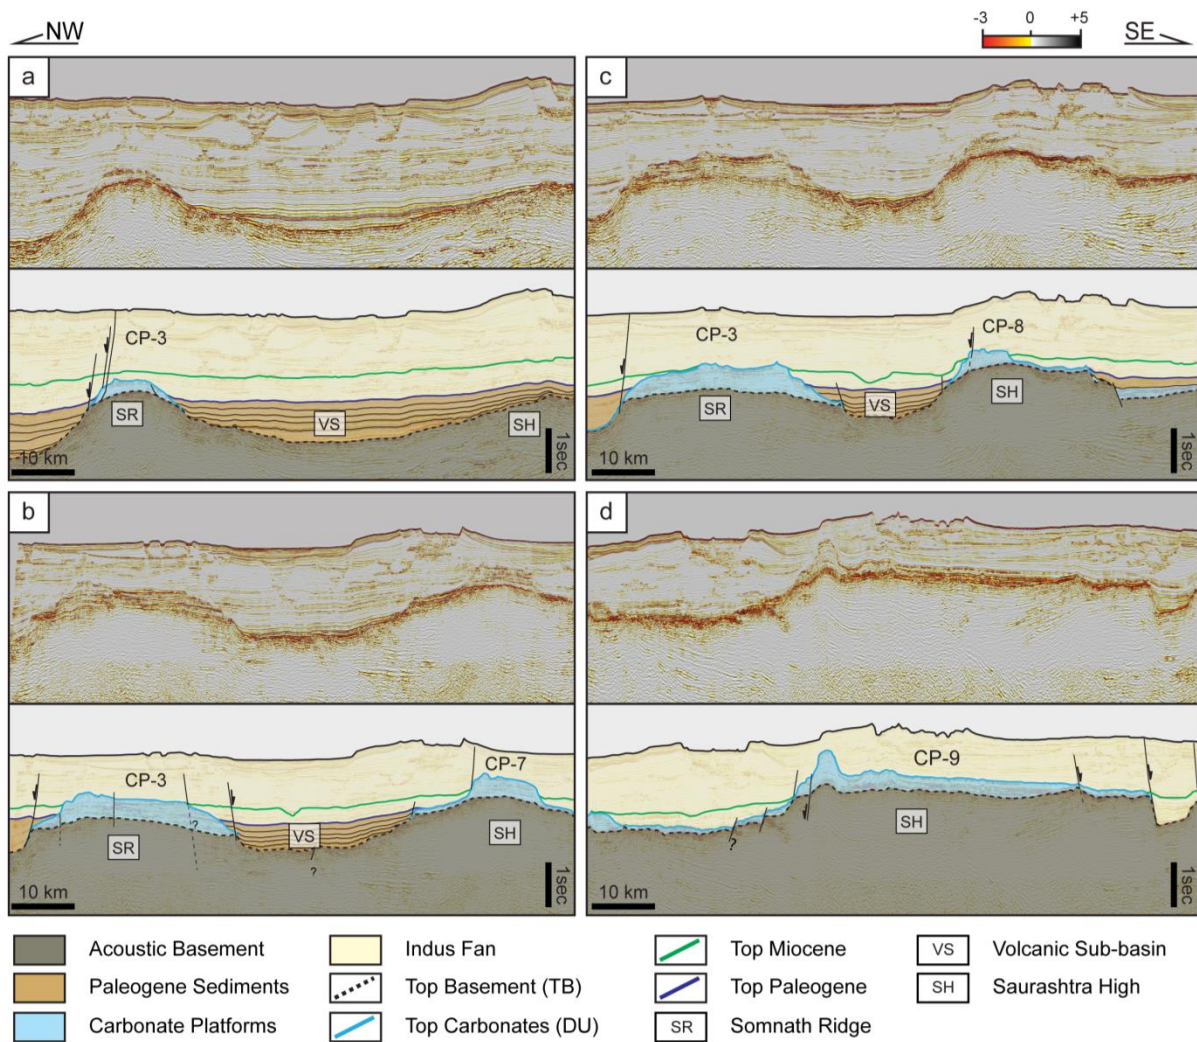 NW
-3 0 +5
SE
a
c
CP-3
SR
VS
SH
10 km
1sec
CP-3
CP-8
SR
VS
SH
10 km
1sec
b
d
CP-3
CP-7
?
SR
VS
SH
?
10 km
1sec
CP-9
SH
?
10 km
1sec
Acoustic Basement
Indus Fan
Top Miocene
VS Volcanic Sub-basin
Paleogene Sediments
Top Basement (TB)
Top Paleogene
SH Saurashtra High
Carbonate Platforms
Top Carbonates (DU)
SR Somnath Ridge